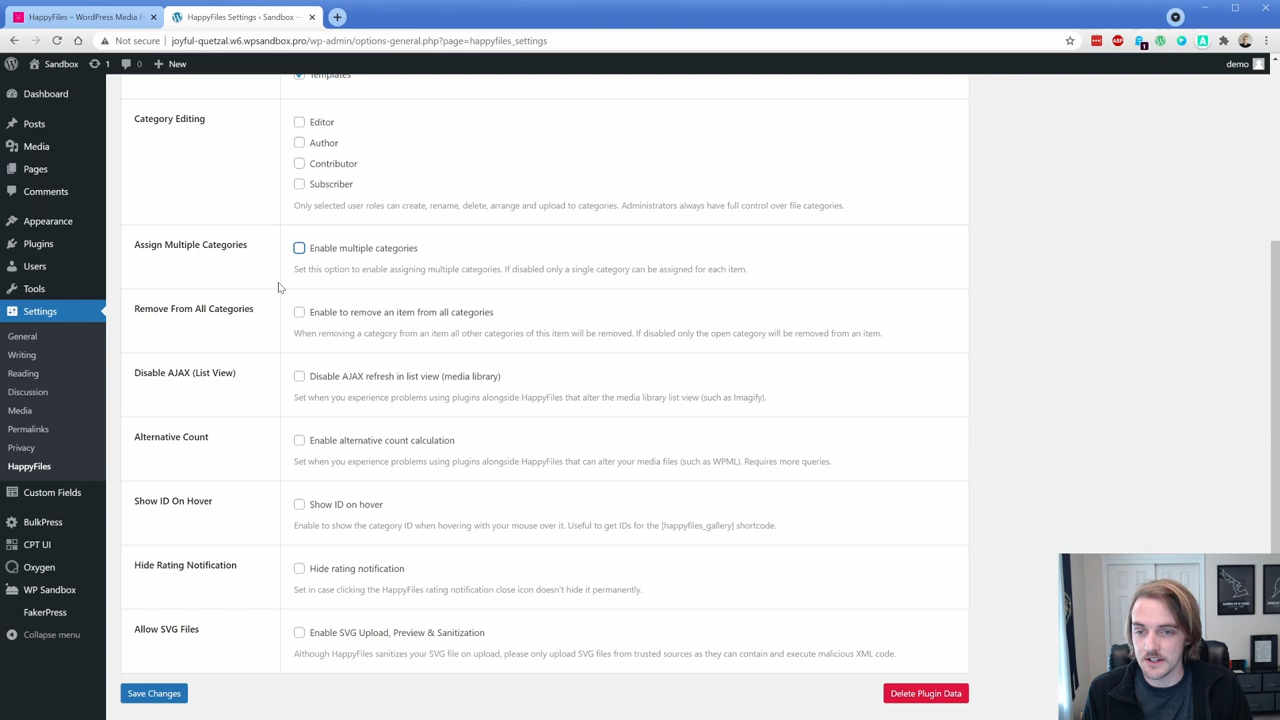 HappyFiles – WordPress Media F
HappyFiles Settings ‹ Sandbox —
Not secure
joyful-quetzal.w6.wpsandbox.pro/wp-admin/options-general.php?page=happyfiles_settings
Sandbox
1
0
New
demo
Dashboard
Posts
Media
Pages
Comments
Appearance
Plugins
Users
Tools
Settings
General
Writing
Reading
Discussion
Media
Permalinks
Privacy
HappyFiles
Custom Fields
BulkPress
CPT UI
Oxygen
WP Sandbox
FakerPress
Collapse menu
Templates
Category Editing
Editor
Author
Contributor
Subscriber
Only selected user roles can create, rename, delete, arrange and upload to categories. Administrators always have full control over file categories.
Assign Multiple Categories
Enable multiple categories
Set this option to enable assigning multiple categories. If disabled only a single category can be assigned for each item.
Remove From All Categories
Enable to remove an item from all categories
When removing a category from an item all other categories of this item will be removed. If disabled only the open category will be removed from an item.
Disable AJAX (List View)
Disable AJAX refresh in list view (media library)
Set when you experience problems using plugins alongside HappyFiles that alter the media library list view (such as Imagify).
Alternative Count
Enable alternative count calculation
Set when you experience problems using plugins alongside HappyFiles that can alter your media files (such as WPML). Requires more queries.
Show ID On Hover
Show ID on hover
Enable to show the category ID when hovering with your mouse over it. Useful to get IDs for the [happyfiles_gallery] shortcode.
Hide Rating Notification
Hide rating notification
Set in case clicking the HappyFiles rating notification close icon doesn't hide it permanently.
Allow SVG Files
Enable SVG Upload, Preview & Sanitization
Although HappyFiles sanitizes your SVG file on upload, please only upload SVG files from trusted sources as they can contain and execute malicious XML code.
Save Changes
Delete Plugin Data